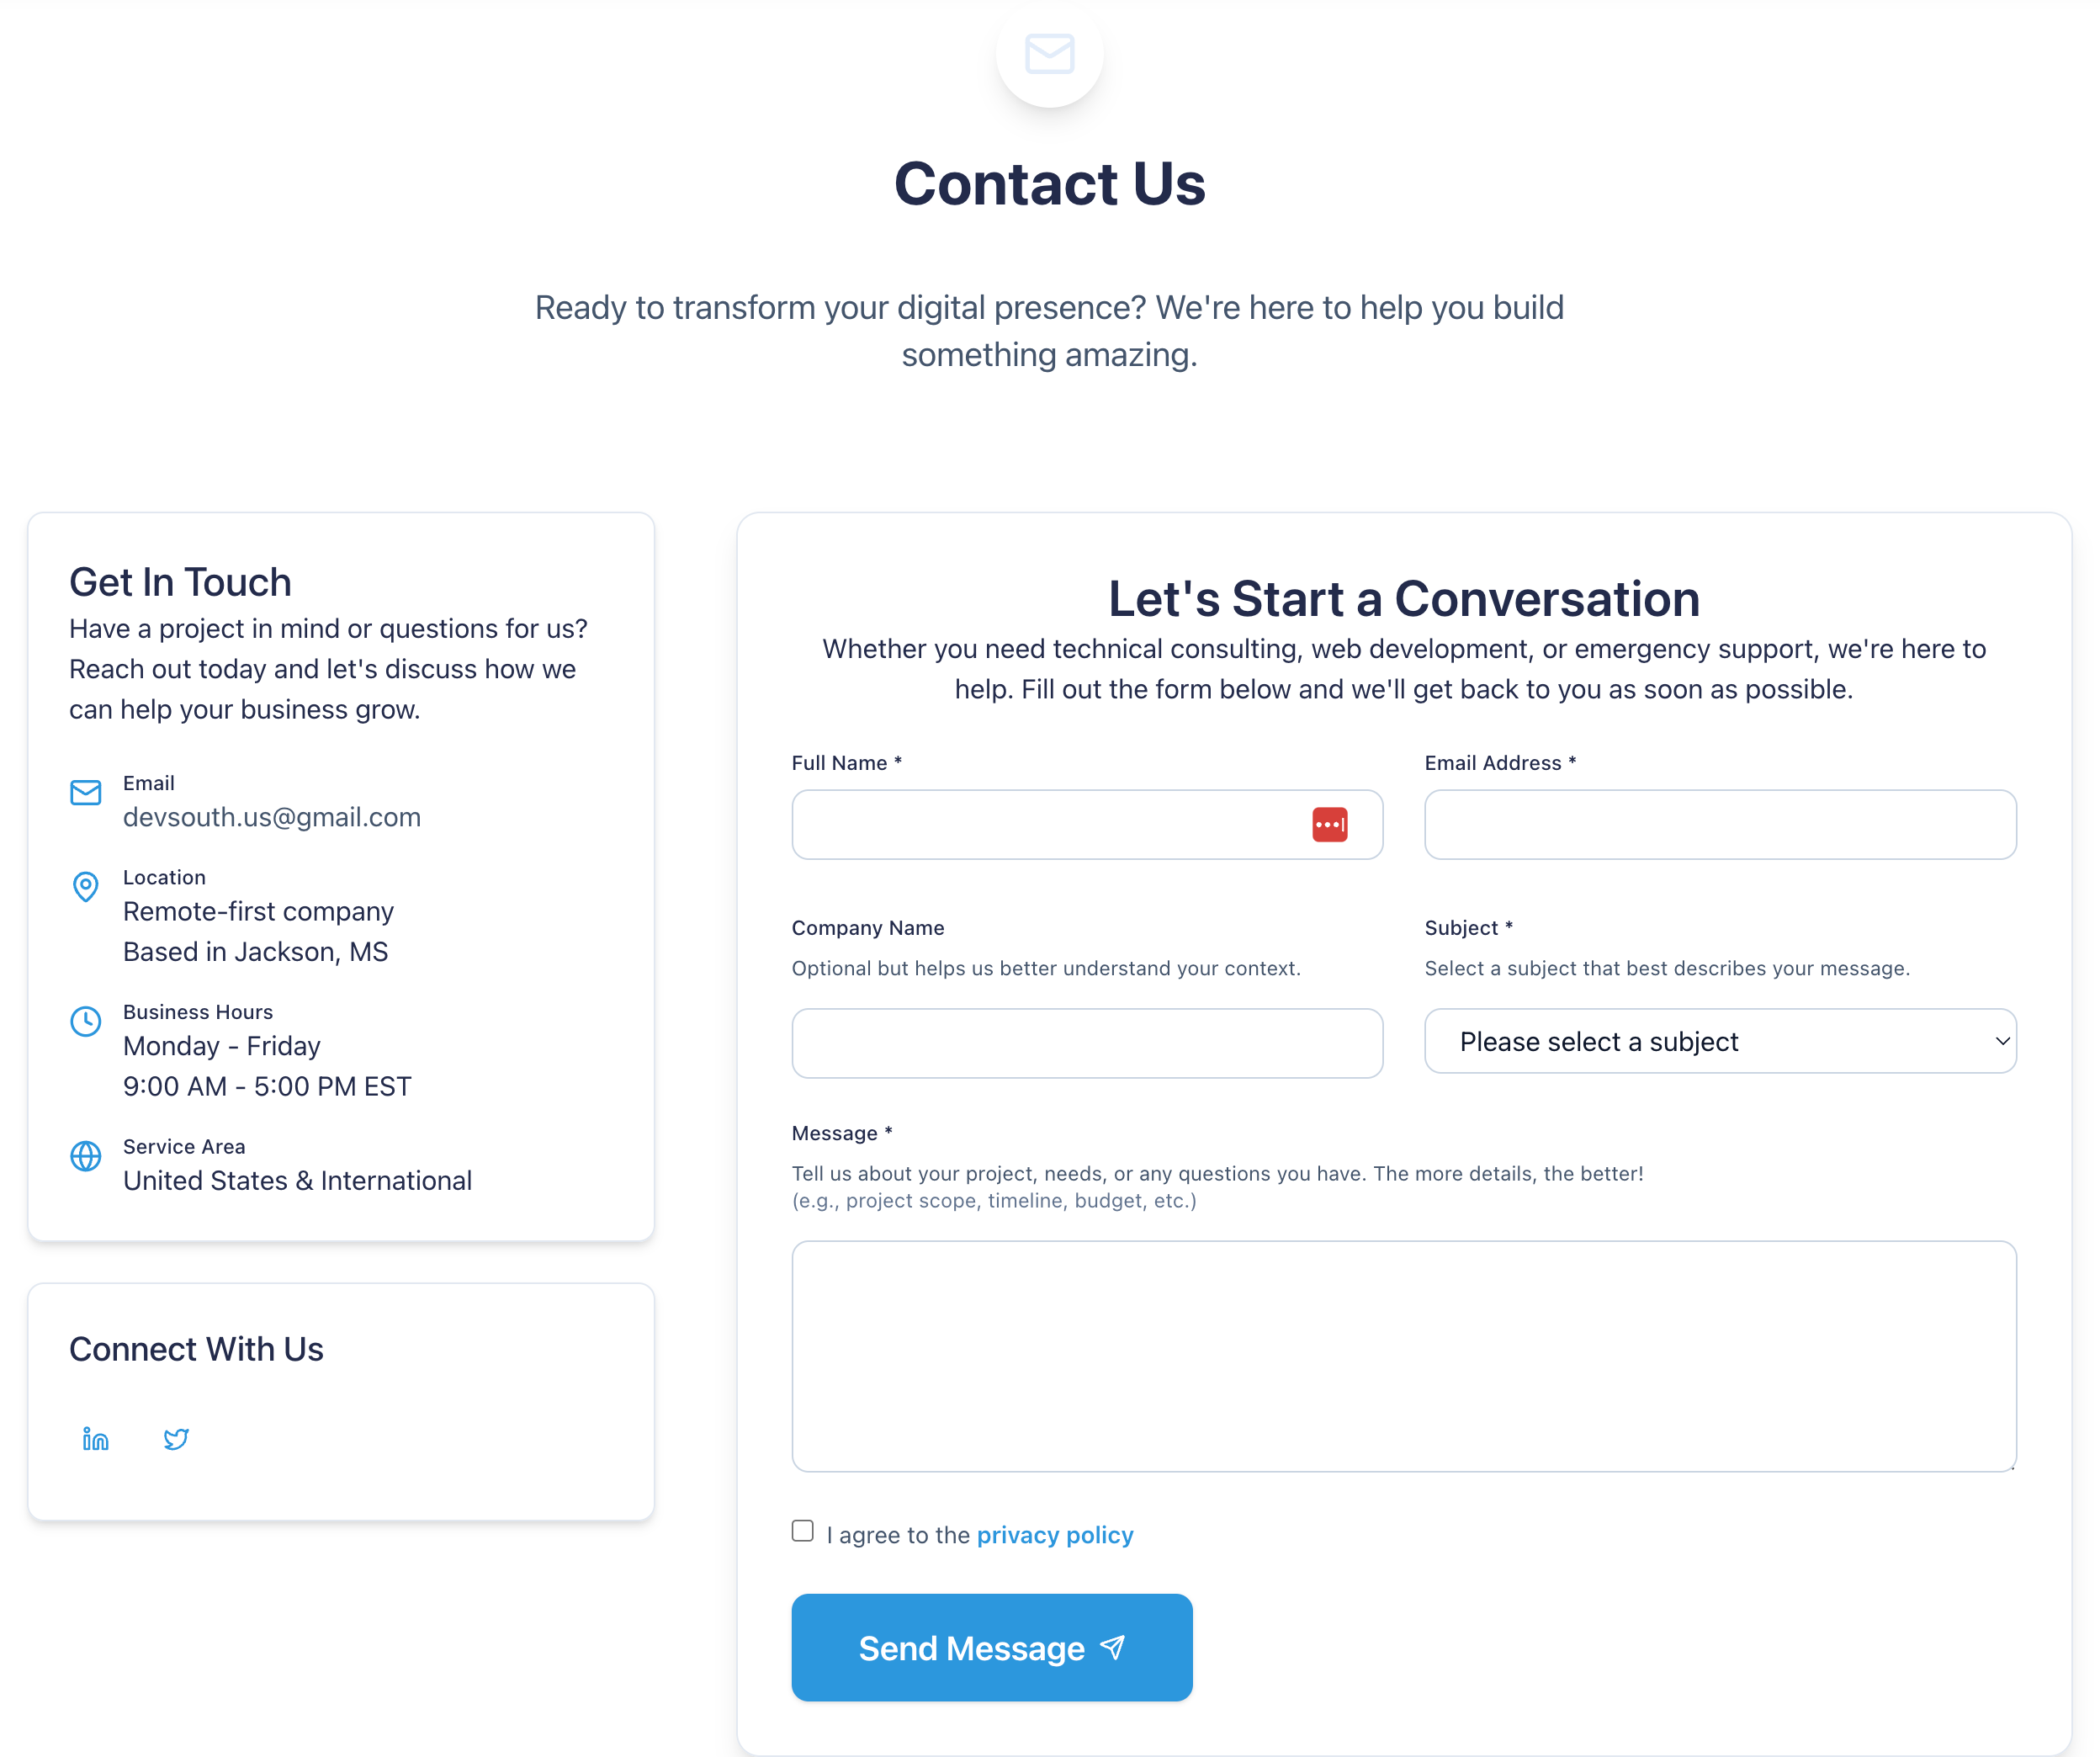 Contact Us
Ready to transform your digital presence? We're here to help you build
something amazing.
Get In Touch
Have a project in mind or questions for us?
Reach out today and let's discuss how we
can help your business grow.
Email
devsouth.us@gmail.com
Location
Remote-first company
Based in Jackson, MS
Business Hours
Monday - Friday
9:00 AM - 5:00 PM EST
Service Area
United States & International
Connect With Us
in
Let's Start a Conversation
Whether you need technical consulting, web development, or emergency support, we're here to
help. Fill out the form below and we'll get back to you as soon as possible.
Full Name *
Email Address *
Company Name
Optional but helps us better understand your context.
Subject *
Select a subject that best describes your message.
Please select a subject
Message *
Tell us about your project, needs, or any questions you have. The more details, the better!
(e.g., project scope, timeline, budget, etc.)
I agree to the privacy policy
Send Message